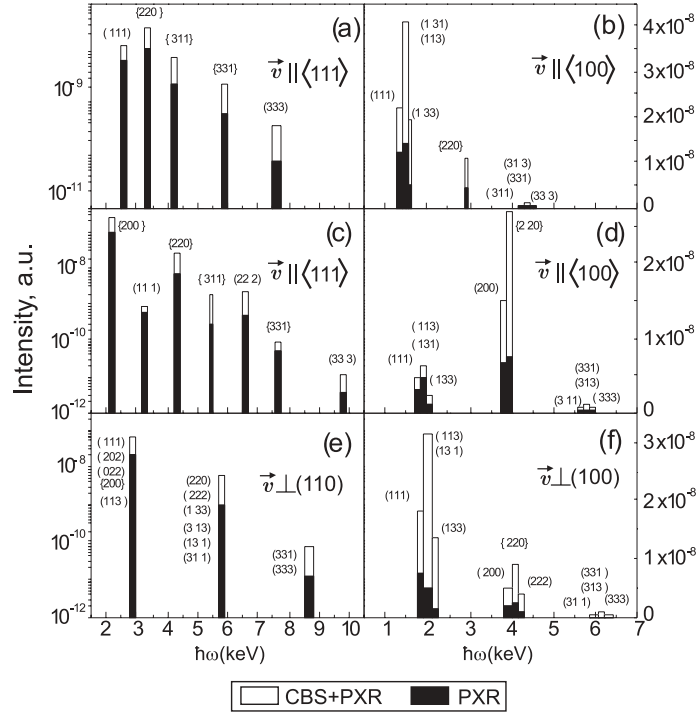 Intensity, a.u.
(a)
v || ⟨111⟩
( 111)
{220 }
{ 311}
{331}
(333)
10⁻⁹
10⁻¹¹
(b)
v || ⟨100⟩
(111)
(1 31)
(113)
(1 33)
{220}
(31 3)
(331)
( 311)
(33 3)
4x10⁻⁸
3x10⁻⁸
2x10⁻⁸
1x10⁻⁸
0
(c)
v || ⟨111⟩
{200 }
(11 1)
{220}
{ 311}
(22 2)
{331}
(33 3)
10⁻⁸
10⁻¹⁰
10⁻¹²
(d)
v || ⟨100⟩
(111)
( 113)
( 131)
( 133)
(200)
{2 20}
(331)
(313)
(3 11)
( 333)
2x10⁻⁸
1x10⁻⁸
0
(e)
v ⊥ (110)
( 111)
( 202)
( 022)
{200}
(113 )
(220)
( 222)
(1 33)
(3 13)
(13 1)
(31 1)
(331)
(333)
10⁻⁸
10⁻¹⁰
10⁻¹²
(f)
v ⊥ (100)
(111)
( 113)
(13 1)
(133)
( 200)
{ 220}
(222)
(331 )
(313 )
(31 1)
(333)
3x10⁻⁸
2x10⁻⁸
1x10⁻⁸
0
2 3 4 5 6 7 8 9 10
ħω(keV)
1 2 3 4 5 6 7
ħω(keV)
CBS+PXR PXR